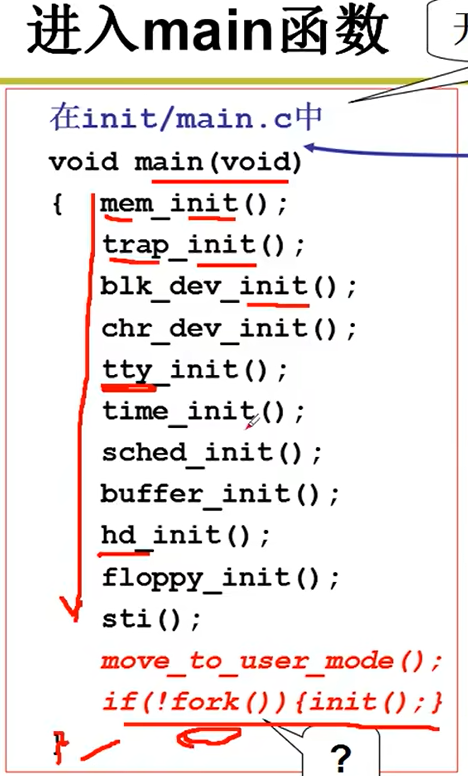 进入main函数
在init/main.c中
void main(void)
{ mem_init();
trap_init();
blk_dev_init();
chr_dev_init();
tty_init();
time_init();
sched_init();
buffer_init();
hd_init();
floppy_init();
sti();
move_to_user_mode();
if(!fork()){init();}
}
?